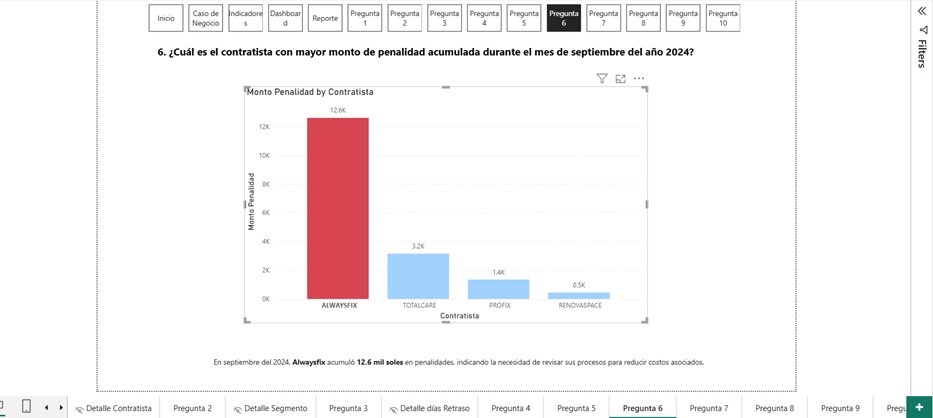 Inicio
Caso de
Negocio
Indicadore
s
Dashboar
d
Reporte
Pregunta
1
Pregunta
2
Pregunta
3
Pregunta
4
Pregunta
5
Pregunta
6
Pregunta
7
Pregunta
8
Pregunta
9
Pregunta
10
Filters
6. ¿Cuál es el contratista con mayor monto de penalidad acumulada durante el mes de septiembre del año 2024?
Monto Penalidad by Contratista
Monto Penalidad
12K
10K
8K
6K
4K
2K
0K
12.6K
3.2K
1.4K
0.5K
ALWAYSFIX
TOTALCARE
PROFIX
RENOVASPACE
Contratista
En septiembre del 2024, Alwaysfix acumuló 12.6 mil soles en penalidades, indicando la necesidad de revisar sus procesos para reducir costos asociados.
Detalle Contratista
Pregunta 2
Detalle Segmento
Pregunta 3
Detalle días Retraso
Pregunta 4
Pregunta 5
Pregunta 6
Pregunta 7
Pregunta 8
Pregunta 9
Pregu